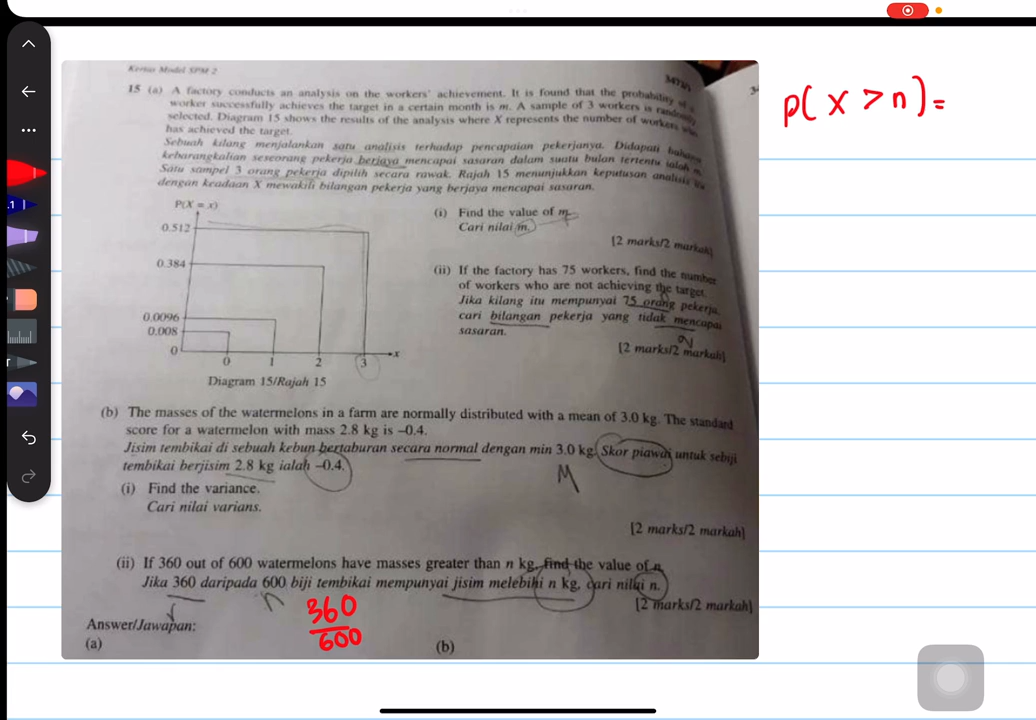 Kertas Model SPM 2
3472/1
15 (a) A factory conducts an analysis on the workers' achievement. It is found that the probability of a
worker successfully achieves the target in a certain month is m. A sample of 3 workers is randomly
selected. Diagram 15 shows the results of the analysis where X represents the number of workers who
has achieved the target.
Sebuah kilang menjalankan satu analisis terhadap pencapaian pekerjanya. Didapati bahawa
kebarangkalian seseorang pekerja berjaya mencapai sasaran dalam suatu bulan tertentu ialah m.
Satu sampel 3 orang pekerja dipilih secara rawak. Rajah 15 menunjukkan keputusan analisis itu
dengan keadaan X mewakili bilangan pekerja yang berjaya mencapai sasaran.
P(X = x)
0.512
0.384
0.0096
0.008
0
0 1 2 3 x
Diagram 15/Rajah 15
(i) Find the value of m.
Cari nilai m.
[2 marks/2 markah]
(ii) If the factory has 75 workers, find the number
of workers who are not achieving the target.
Jika kilang itu mempunyai 75 orang pekerja,
cari bilangan pekerja yang tidak mencapai
sasaran.
[2 marks/2 markah]
(b) The masses of the watermelons in a farm are normally distributed with a mean of 3.0 kg. The standard
score for a watermelon with mass 2.8 kg is –0.4.
Jisim tembikai di sebuah kebun bertaburan secara normal dengan min 3.0 kg. Skor piawai untuk sebiji
tembikai berjisim 2.8 kg ialah –0.4.
(i) Find the variance.
Cari nilai varians.
[2 marks/2 markah]
(ii) If 360 out of 600 watermelons have masses greater than n kg, find the value of n.
Jika 360 daripada 600 biji tembikai mempunyai jisim melebihi n kg, cari nilai n.
[2 marks/2 markah]
360
600
Answer/Jawapan:
(a) (b)
P( X > n) =